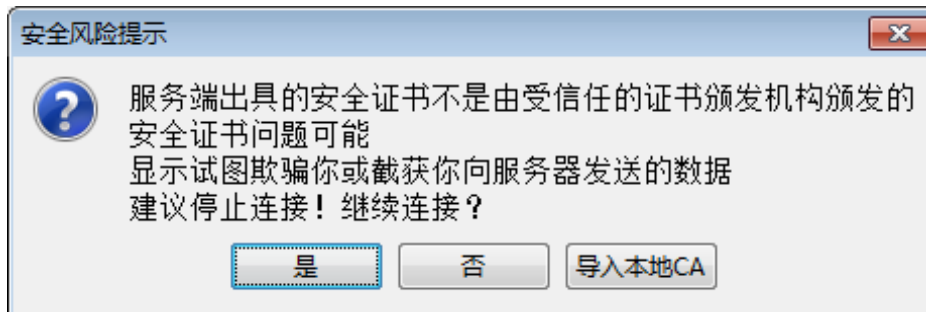 安全风险提示
服务端出具的安全证书不是由受信任的证书颁发机构颁发的
安全证书问题可能
显示试图欺骗你或截获你向服务器发送的数据
建议停止连接！继续连接？
是 否 导入本地CA